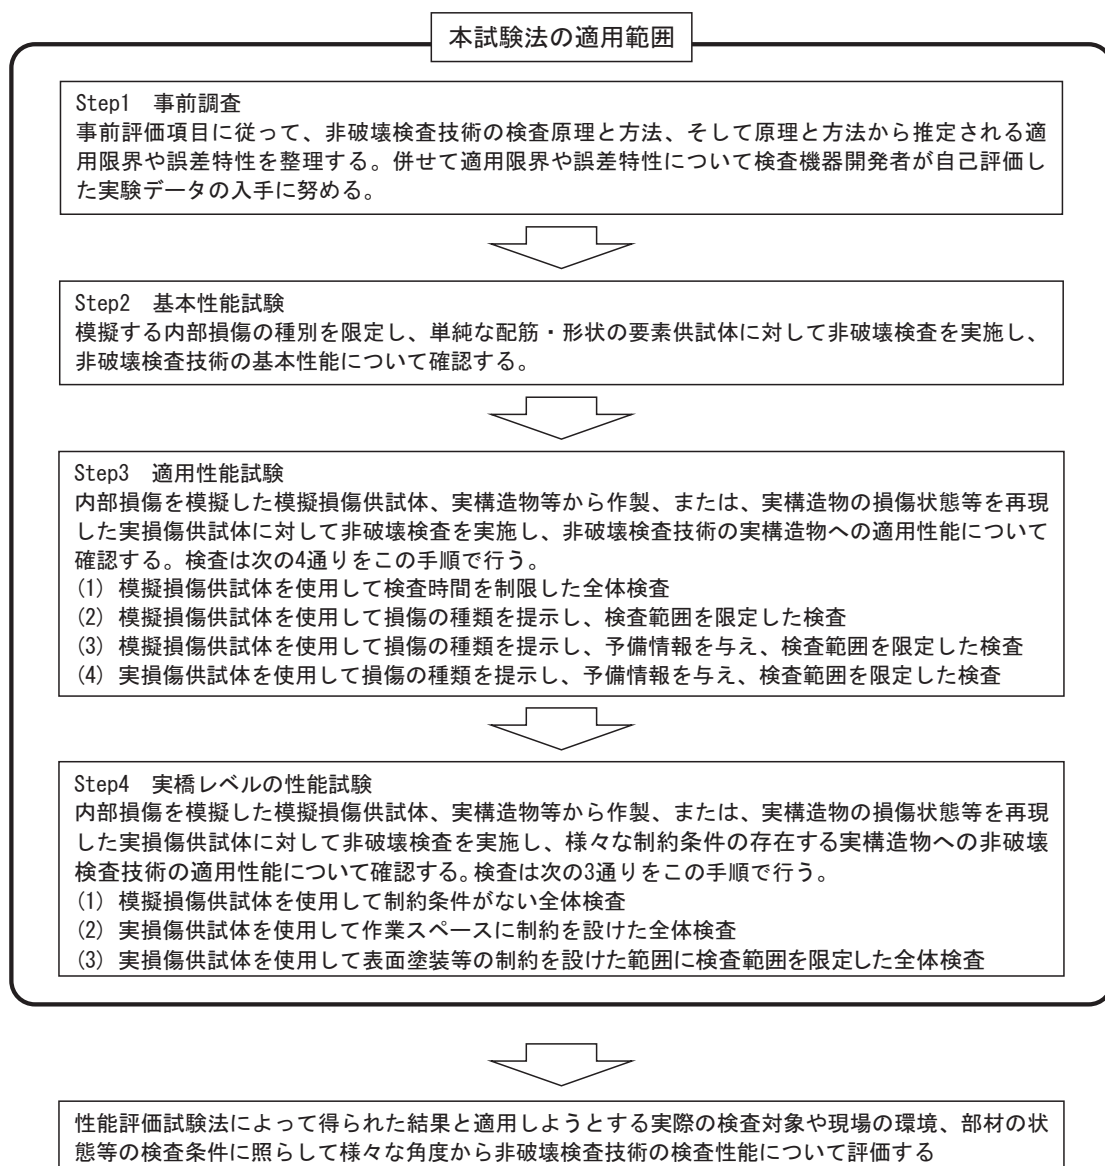 本試験法の適用範囲
Step1　事前調査
事前評価項目に従って、非破壊検査技術の検査原理と方法、そして原理と方法から推定される適
用限界や誤差特性を整理する。併せて適用限界や誤差特性について検査機器開発者が自己評価し
た実験データの入手に努める。
Step2　基本性能試験
模擬する内部損傷の種別を限定し、単純な配筋・形状の要素供試体に対して非破壊検査を実施し、
非破壊検査技術の基本性能について確認する。
Step3　適用性能試験
内部損傷を模擬した模擬損傷供試体、実構造物等から作製、または、実構造物の損傷状態等を再現
した実損傷供試体に対して非破壊検査を実施し、非破壊検査技術の実構造物への適用性能について
確認する。検査は次の4通りをこの手順で行う。
(1) 模擬損傷供試体を使用して検査時間を制限した全体検査
(2) 模擬損傷供試体を使用して損傷の種類を提示し、検査範囲を限定した検査
(3) 模擬損傷供試体を使用して損傷の種類を提示し、予備情報を与え、検査範囲を限定した検査
(4) 実損傷供試体を使用して損傷の種類を提示し、予備情報を与え、検査範囲を限定した検査
Step4　実橋レベルの性能試験
内部損傷を模擬した模擬損傷供試体、実構造物等から作製、または、実構造物の損傷状態等を再現
した実損傷供試体に対して非破壊検査を実施し、様々な制約条件の存在する実構造物への非破壊
検査技術の適用性能について確認する。検査は次の3通りをこの手順で行う。
(1) 模擬損傷供試体を使用して制約条件がない全体検査
(2) 実損傷供試体を使用して作業スペースに制約を設けた全体検査
(3) 実損傷供試体を使用して表面塗装等の制約を設けた範囲に検査範囲を限定した全体検査
性能評価試験法によって得られた結果と適用しようとする実際の検査対象や現場の環境、部材の状
態等の検査条件に照らして様々な角度から非破壊検査技術の検査性能について評価する